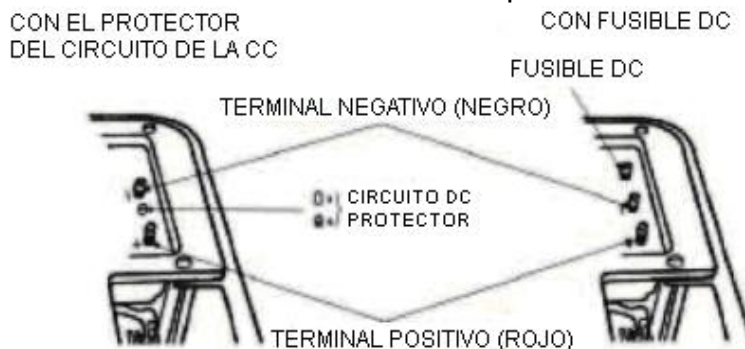 CON EL PROTECTOR
DEL CIRCUITO DE LA CC
CON FUSIBLE DC
FUSIBLE DC
TERMINAL NEGATIVO (NEGRO)
CIRCUITO DC
PROTECTOR
TERMINAL POSITIVO (ROJO)